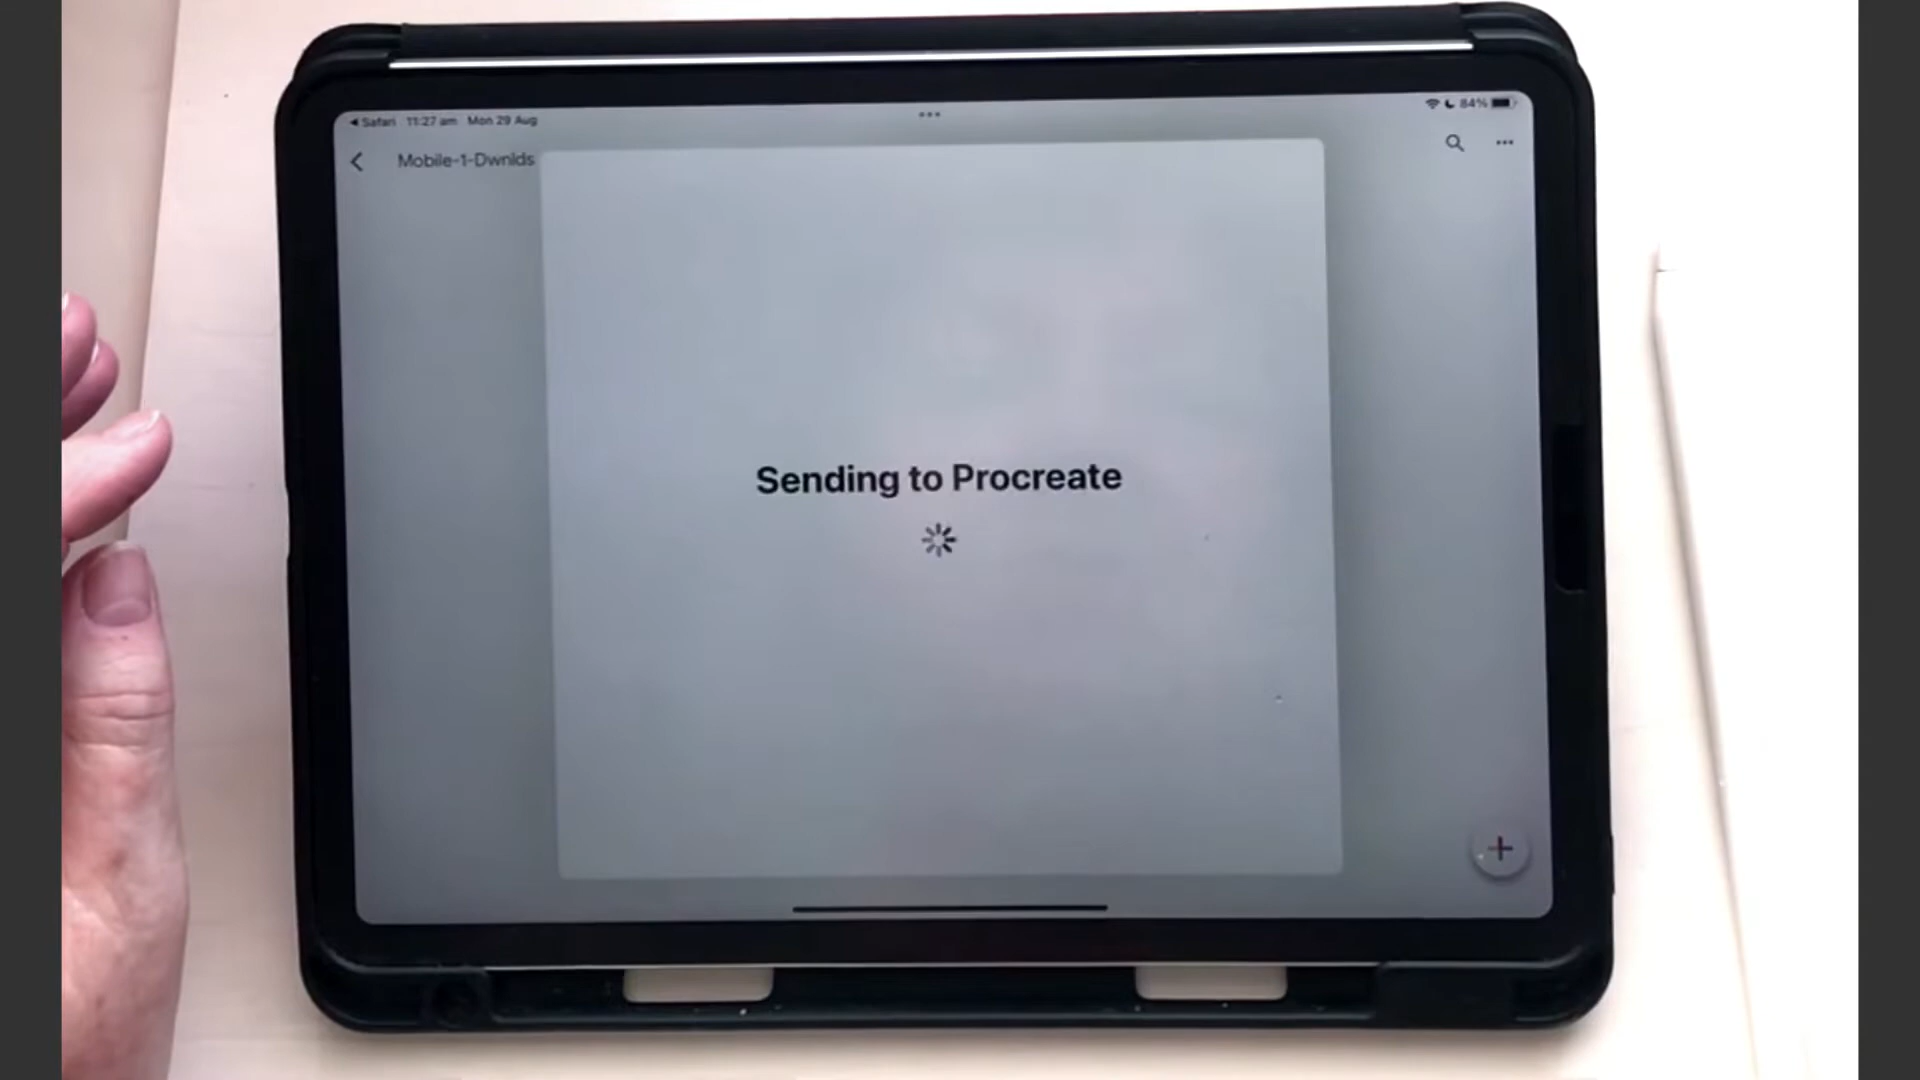 Safari 11:27 am Mon 29 Aug 84%
Mobile-1-Dwnlds
Sending to Procreate